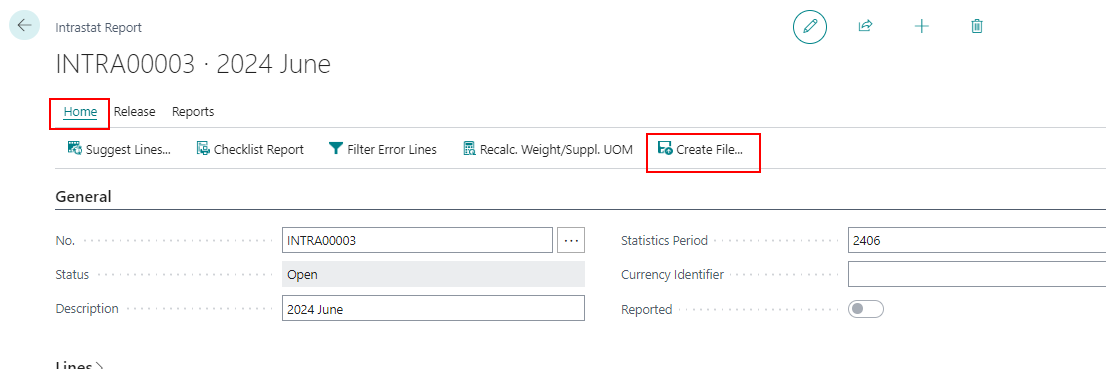 Intrastat Report
INTRA00003 · 2024 June
Home Release Reports
Suggest Lines... Checklist Report Filter Error Lines Recalc. Weight/Suppl. UOM Create File...
General
No. INTRA00003 ... Statistics Period 2406
Status Open Currency Identifier
Description 2024 June Reported
Lines